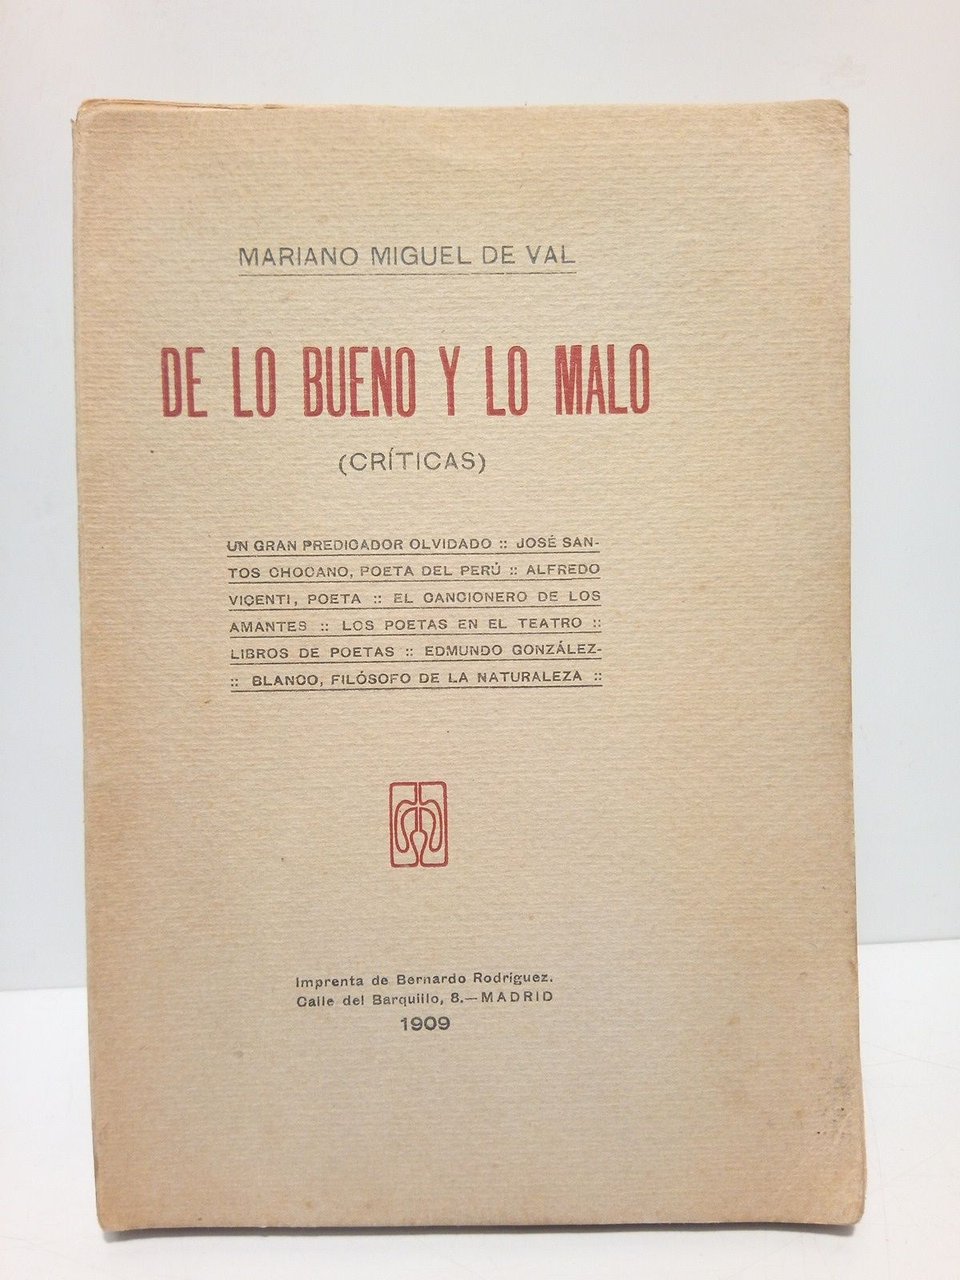 MARIANO MIGUEL DE VAL
DE LO BUENO Y LO MALO
(CRÍTICAS)
UN GRAN PREDICADOR OLVIDADO :: JOSÉ SAN-
TOS CHOCANO, POETA DEL PERÚ :: ALFREDO
VICENTI, POETA :: EL CANCIONERO DE LOS
AMANTES :: LOS POETAS EN EL TEATRO ::
LIBROS DE POETAS :: EDMUNDO GONZÁLEZ-
:: BLANCO, FILÓSOFO DE LA NATURALEZA ::
Imprenta de Bernardo Rodríguez.
Calle del Barquillo, 8.—MADRID
1909